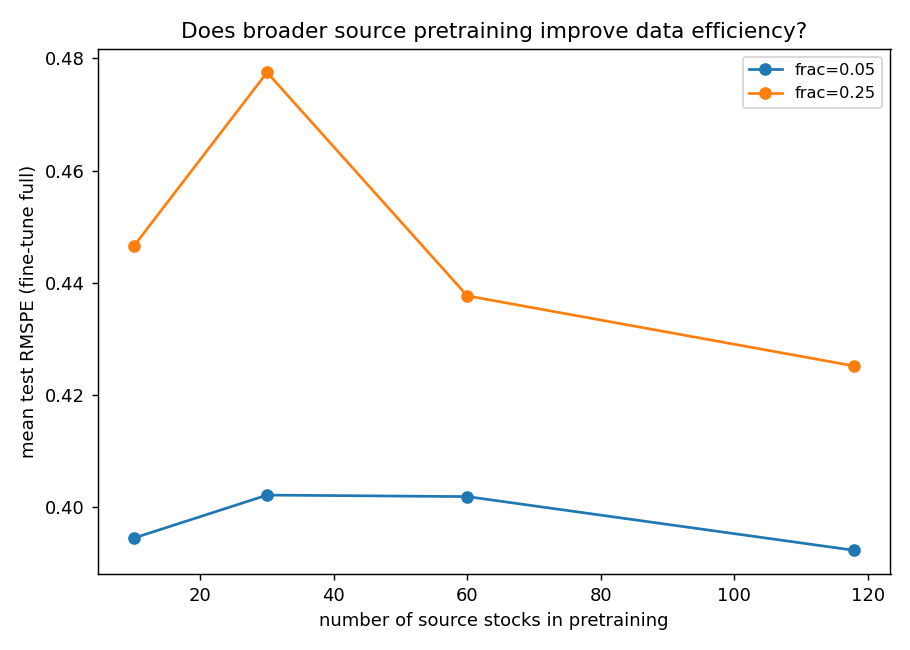 Does broader source pretraining improve data efficiency?
frac=0.05
frac=0.25
mean test RMSPE (fine-tune full)
0.48
0.46
0.44
0.42
0.40
20 40 60 80 100 120
number of source stocks in pretraining